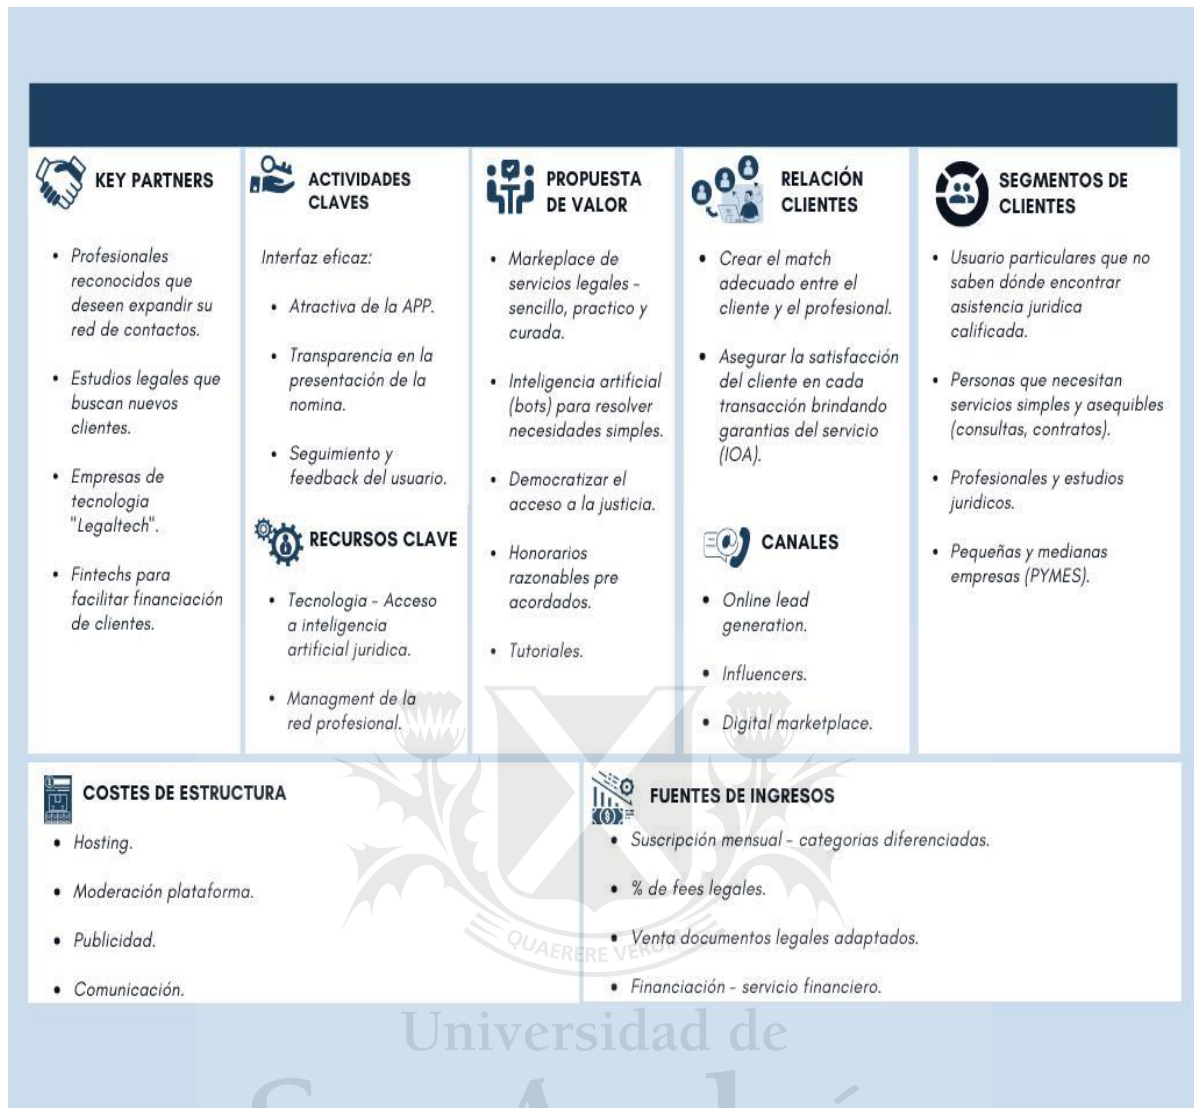 KEY PARTNERS
• Profesionales
reconocidos que
deseen expandir su
red de contactos.
• Estudios legales que
buscan nuevos
clientes.
• Empresas de
tecnologia
"Legaltech".
• Fintechs para
facilitar financiación
de clientes.
ACTIVIDADES
CLAVES
Interfaz eficaz:
• Atractiva de la APP.
• Transparencia en la
presentación de la
nomina.
• Seguimiento y
feedback del usuario.
RECURSOS CLAVE
• Tecnologia - Acceso
a inteligencia
artificial juridica.
• Managment de la
red profesional.
PROPUESTA
DE VALOR
• Markeplace de
servicios legales -
sencillo, practico y
curada.
• Inteligencia artificial
(bots) para resolver
necesidades simples.
• Democratizar el
acceso a la justicia.
• Honorarios
razonables pre
acordados.
• Tutoriales.
RELACIÓN
CLIENTES
• Crear el match
adecuado entre el
cliente y el profesional.
• Asegurar la satisfacción
del cliente en cada
transacción brindando
garantias del servicio
(IOA).
CANALES
• Online lead
generation.
• Influencers.
• Digital marketplace.
SEGMENTOS DE
CLIENTES
• Usuario particulares que no
saben dónde encontrar
asistencia juridica
calificada.
• Personas que necesitan
servicios simples y asequibles
(consultas, contratos).
• Profesionales y estudios
juridicos.
• Pequeñas y medianas
empresas (PYMES).
COSTES DE ESTRUCTURA
• Hosting.
• Moderación plataforma.
• Publicidad.
• Comunicación.
FUENTES DE INGRESOS
• Suscripción mensual - categorias diferenciadas.
• % de fees legales.
• Venta documentos legales adaptados.
• Financiación - servicio financiero.
QUAERERE VERUM
Universidad de